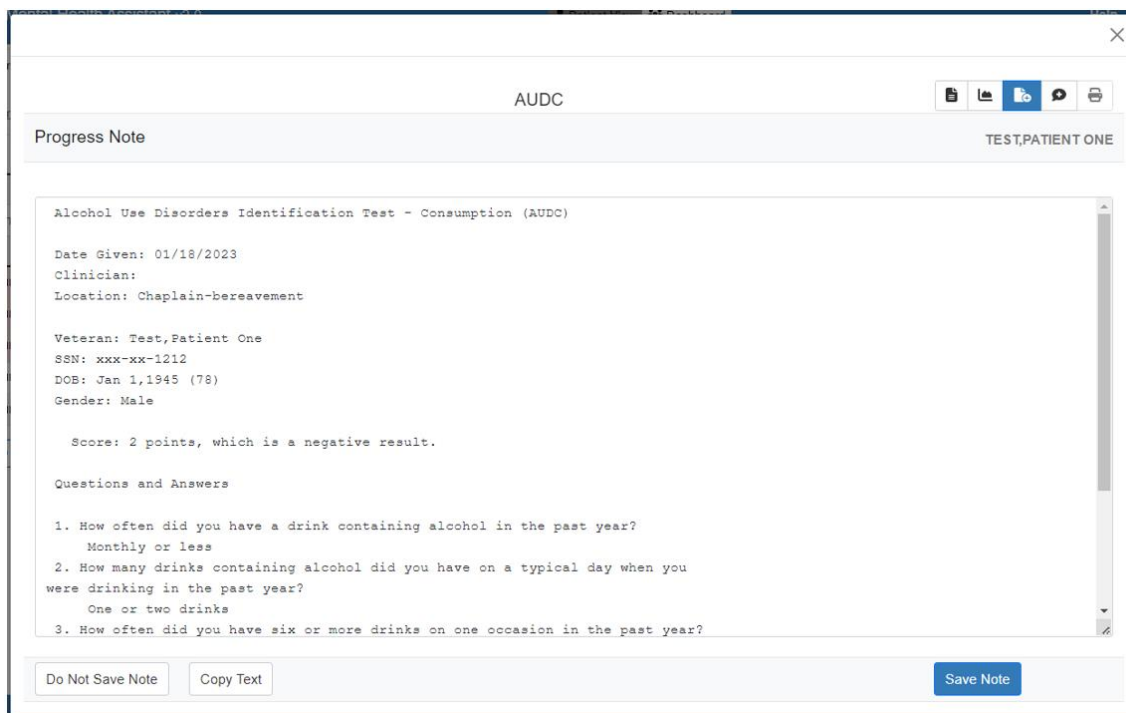 Mental Health Assistant v2.0
AUDC
Progress Note
TEST,PATIENT ONE
Alcohol Use Disorders Identification Test - Consumption (AUDC)
Date Given: 01/18/2023
Clinician:
Location: Chaplain-bereavement
Veteran: Test,Patient One
SSN: xxx-xx-1212
DOB: Jan 1,1945 (78)
Gender: Male
Score: 2 points, which is a negative result.
Questions and Answers
1. How often did you have a drink containing alcohol in the past year?
Monthly or less
2. How many drinks containing alcohol did you have on a typical day when you
were drinking in the past year?
One or two drinks
3. How often did you have six or more drinks on one occasion in the past year?
Do Not Save Note
Copy Text
Save Note